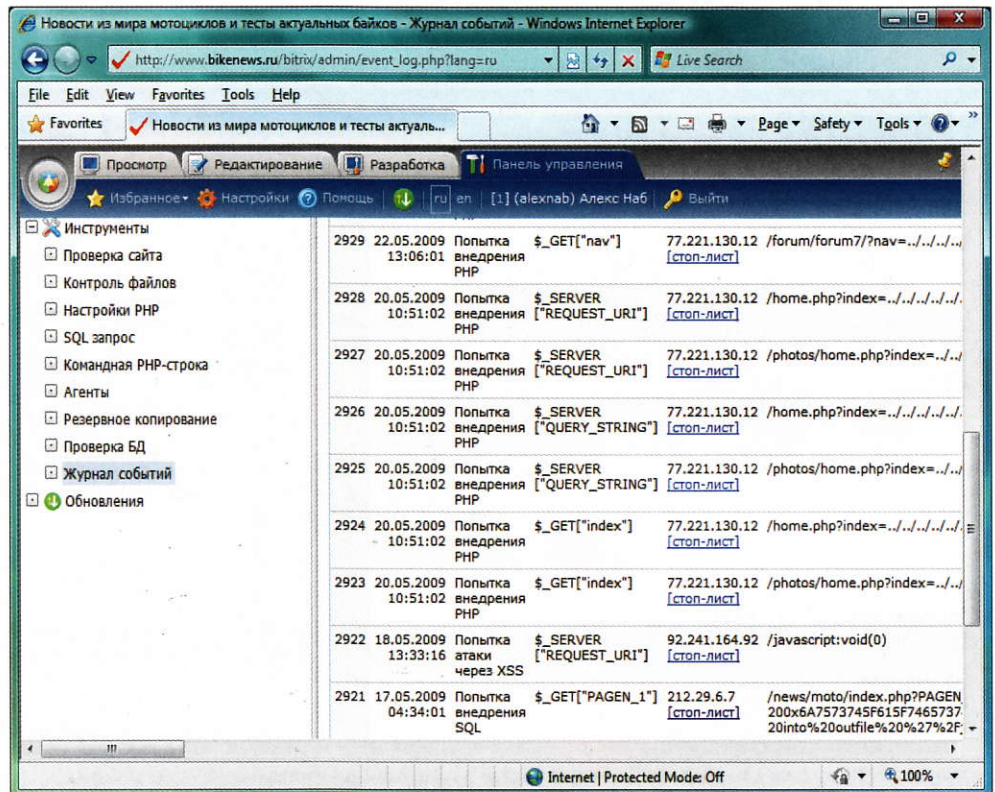 Новости из мира мотоциклов и тесты актуальных байков - Журнал событий - Windows Internet Explorer
http://www.bikenews.ru/bitrix/admin/event_log.php?lang=ru
Live Search
File Edit View Favorites Tools Help
Favorites Новости из мира мотоциклов и тесты актуаль... Page Safety Tools
Просмотр Редактирование Разработка Панель управления
Избранное Настройки Помощь ru en [1] (alexnab) Алекс Наб Выйти
Инструменты
Проверка сайта
Контроль файлов
Настройки PHP
SQL запрос
Командная PHP-строка
Агенты
Резервное копирование
Проверка БД
Журнал событий
Обновления
2929 22.05.2009 Попытка $_GET["nav"] 77.221.130.12 /forum/forum7/?nav=../../../
13:06:01 внедрения [стоп-лист]
PHP
2928 20.05.2009 Попытка $_SERVER 77.221.130.12 /home.php?index=../../../../../
10:51:02 внедрения ["REQUEST_URI"] [стоп-лист]
PHP
2927 20.05.2009 Попытка $_SERVER 77.221.130.12 /photos/home.php?index=../../
10:51:02 внедрения ["REQUEST_URI"] [стоп-лист]
PHP
2926 20.05.2009 Попытка $_SERVER 77.221.130.12 /home.php?index=../../../../../
10:51:02 внедрения ["QUERY_STRING"] [стоп-лист]
PHP
2925 20.05.2009 Попытка $_SERVER 77.221.130.12 /photos/home.php?index=../../
10:51:02 внедрения ["QUERY_STRING"] [стоп-лист]
PHP
2924 20.05.2009 Попытка $_GET["index"] 77.221.130.12 /home.php?index=../../../../../
10:51:02 внедрения [стоп-лист]
PHP
2923 20.05.2009 Попытка $_GET["index"] 77.221.130.12 /photos/home.php?index=../../
10:51:02 внедрения [стоп-лист]
PHP
2922 18.05.2009 Попытка $_SERVER 92.241.164.92 /javascript:void(0)
13:33:16 атаки ["REQUEST_URI"] [стоп-лист]
через XSS
2921 17.05.2009 Попытка $_GET["PAGEN_1"] 212.29.6.7 /news/moto/index.php?PAGEN
04:34:01 внедрения [стоп-лист] 200x6A7573745F615F7465737
SQL 20into%20outfile%20%27%2F
Internet | Protected Mode: Off 100%